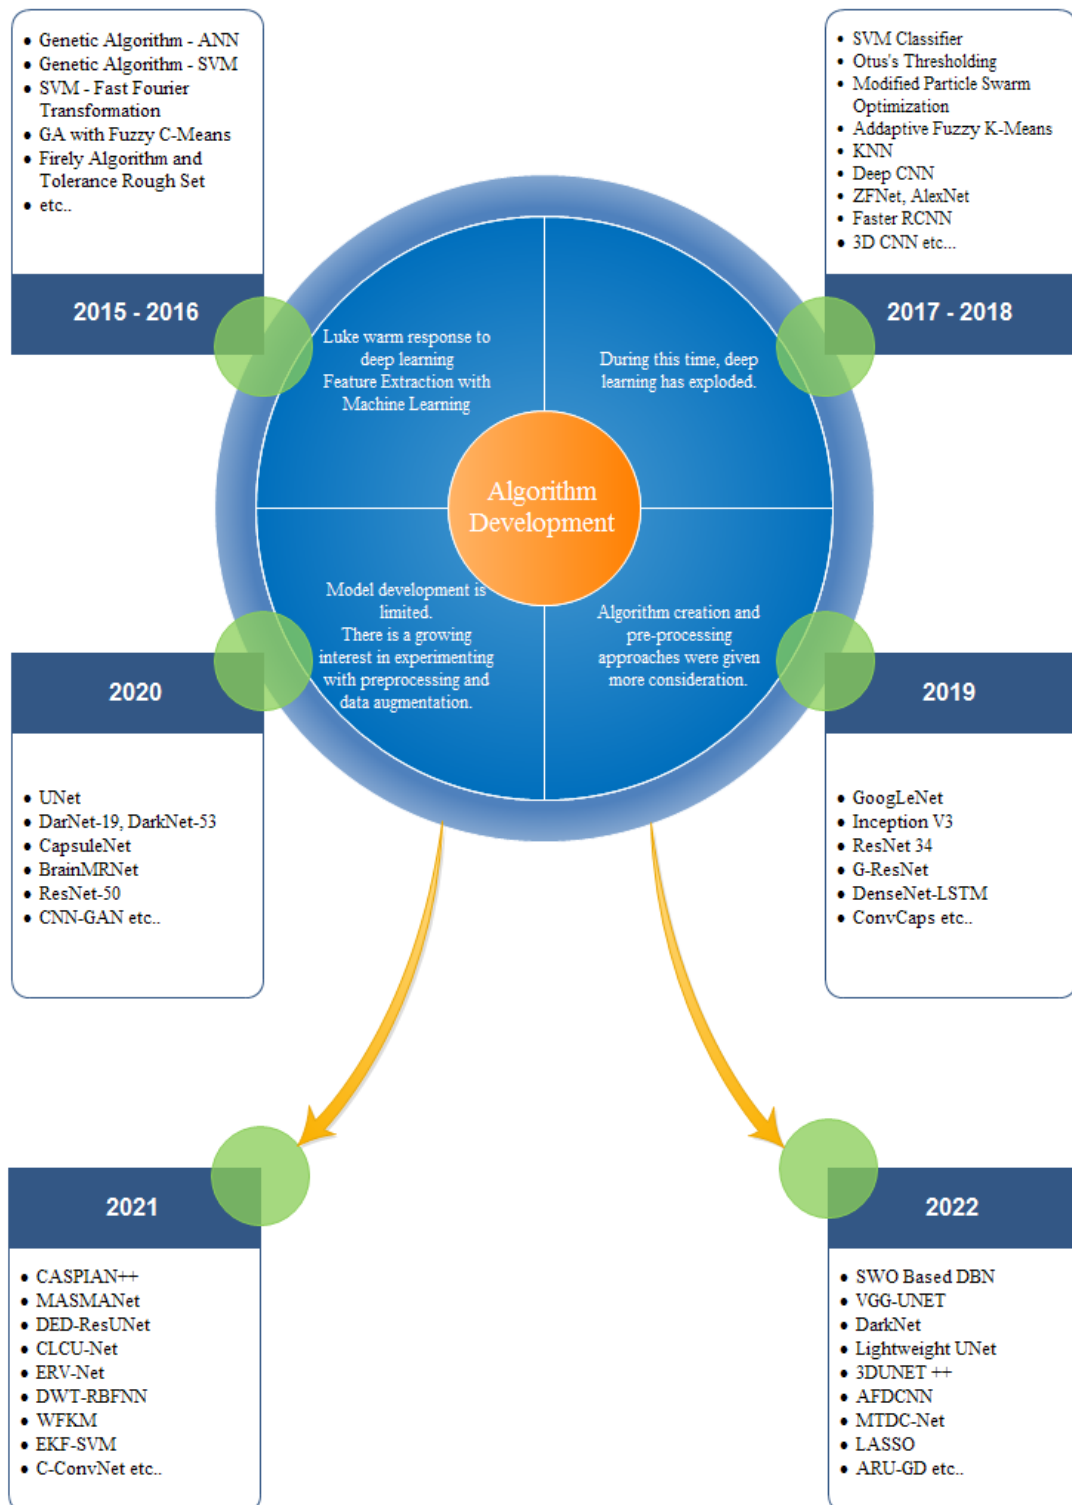 • Genetic Algorithm - ANN
• Genetic Algorithm - SVM
• SVM - Fast Fourier
Transformation
• GA with Fuzzy C-Means
• Firely Algorithm and
Tolerance Rough Set
• etc..
2015 - 2016
• SVM Classifier
• Otus's Thresholding
• Modified Particle Swarm
Optimization
• Addaptive Fuzzy K-Means
• KNN
• Deep CNN
• ZFNet, AlexNet
• Faster RCNN
• 3D CNN etc...
2017 - 2018
Luke warm response to
deep learning
Feature Extraction with
Machine Learning
During this time, deep
learning has exploded.
Algorithm
Development
Model development is
limited.
There is a growing
interest in experimenting
with preprocessing and
data augmentation.
Algorithm creation and
pre-processing
approaches were given
more consideration.
2020
• UNet
• DarNet-19, DarkNet-53
• CapsuleNet
• BrainMRNet
• ResNet-50
• CNN-GAN etc..
2019
• GoogLeNet
• Inception V3
• ResNet 34
• G-ResNet
• DenseNet-LSTM
• ConvCaps etc..
2021
• CASPIAN++
• MASMANet
• DED-ResUNet
• CLCU-Net
• ERV-Net
• DWT-RBFNN
• WFKM
• EKF-SVM
• C-ConvNet etc..
2022
• SWO Based DBN
• VGG-UNET
• DarkNet
• Lightweight UNet
• 3DUNET ++
• AFDCNN
• MTDC-Net
• LASSO
• ARU-GD etc..